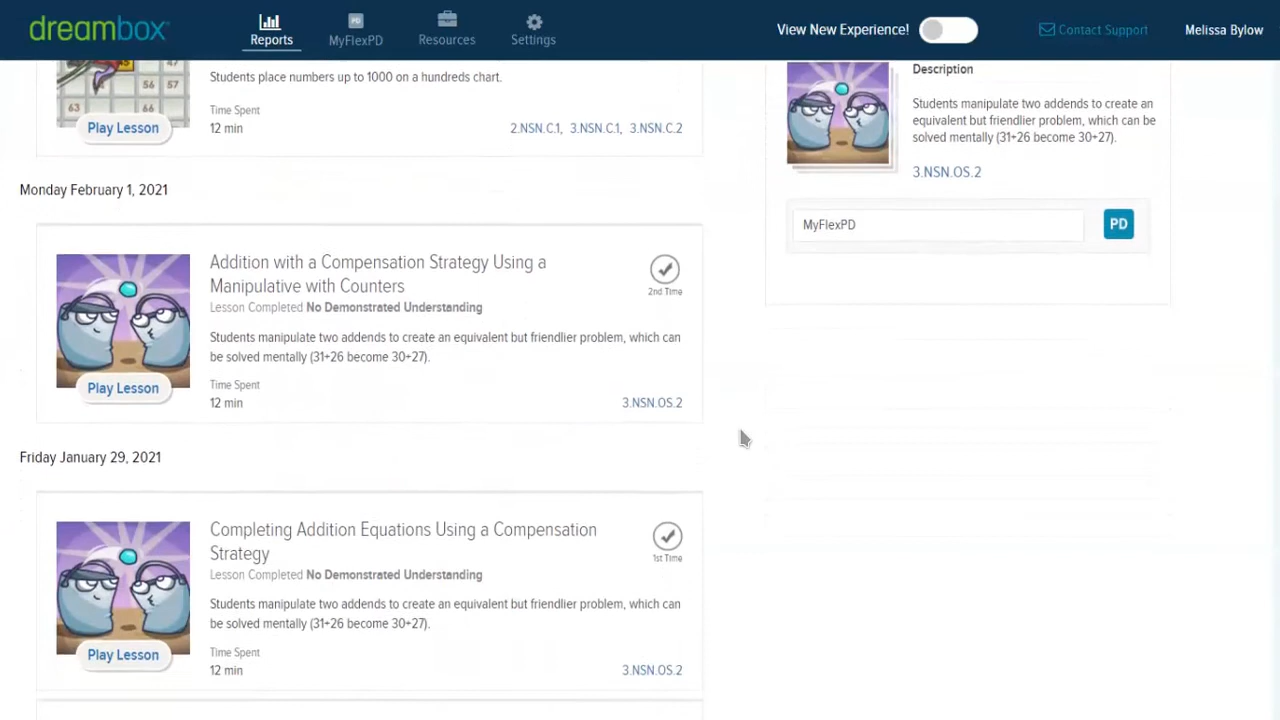 dreambox
Reports
PD
MyFlexPD
Resources
Settings
View New Experience!
Contact Support
Melissa Bylow
47
56 57
63
66
Play Lesson
Students place numbers up to 1000 on a hundreds chart.
Time Spent
12 min
2.NSN.C.1, 3.NSN.C.1, 3.NSN.C.2
Monday February 1, 2021
Addition with a Compensation Strategy Using a
Manipulative with Counters
Lesson Completed No Demonstrated Understanding
2nd Time
Students manipulate two addends to create an equivalent but friendlier problem, which can
be solved mentally (31+26 become 30+27).
Time Spent
12 min
3.NSN.OS.2
Play Lesson
Friday January 29, 2021
Completing Addition Equations Using a Compensation
Strategy
Lesson Completed No Demonstrated Understanding
1st Time
Students manipulate two addends to create an equivalent but friendlier problem, which can
be solved mentally (31+26 become 30+27).
Time Spent
12 min
3.NSN.OS.2
Play Lesson
Description
Students manipulate two addends to create an
equivalent but friendlier problem, which can be
solved mentally (31+26 become 30+27).
3.NSN.OS.2
MyFlexPD
PD